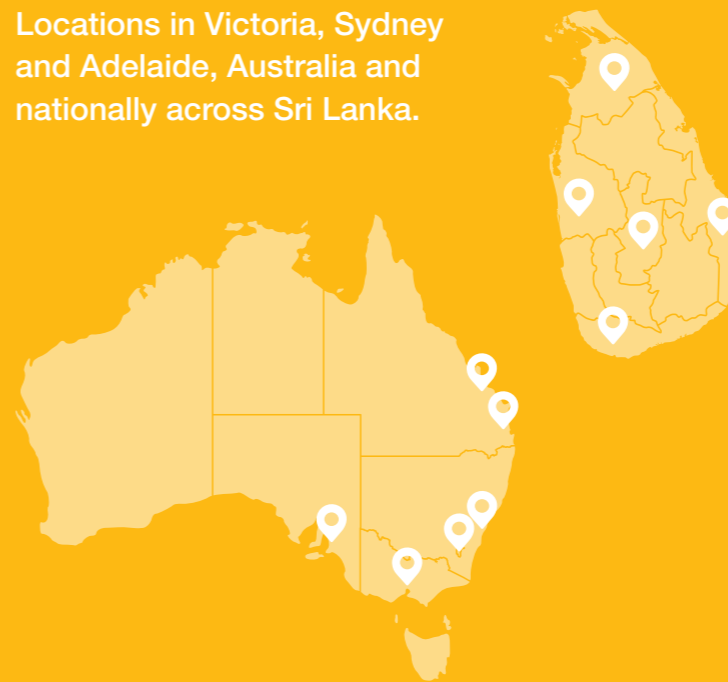 Locations in Victoria, Sydney
and Adelaide, Australia and
nationally across Sri Lanka.